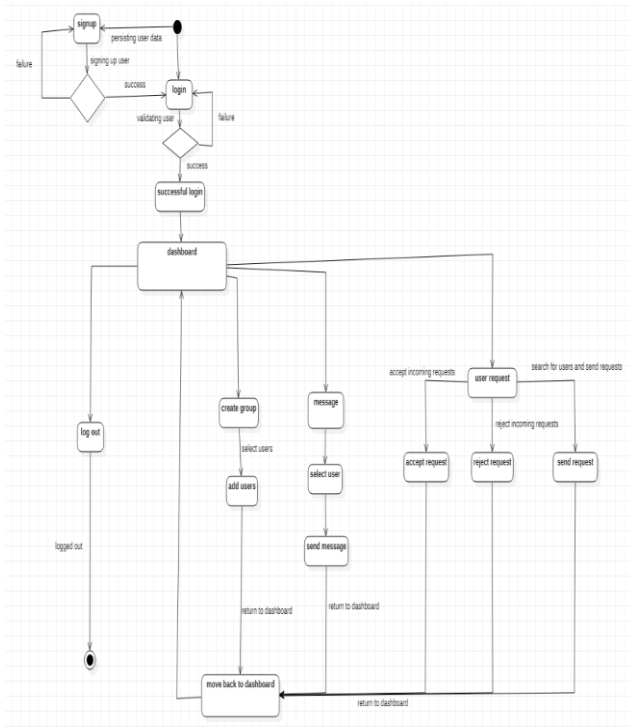 signup
persisting user data
failure
signing up user
success
login
validating user
failure
success
successful login
dashboard
accept incoming requests
search for users and send requests
user request
create group
message
reject incoming requests
log out
select users
accept request
reject request
send request
add users
select user
logged out
send message
return to dashboard
return to dashboard
move back to dashboard
return to dashboard